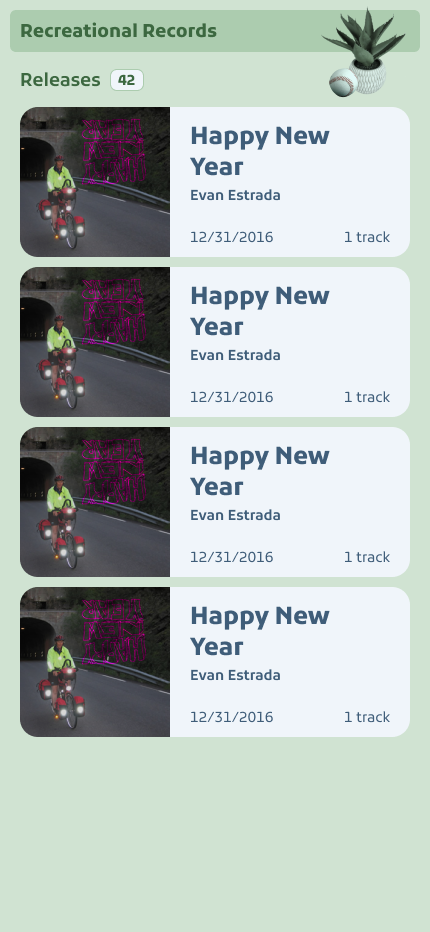 Recreational Records
Releases 42
Happy New
Year
Evan Estrada
12/31/2016 1 track
Happy New
Year
Evan Estrada
12/31/2016 1 track
Happy New
Year
Evan Estrada
12/31/2016 1 track
Happy New
Year
Evan Estrada
12/31/2016 1 track